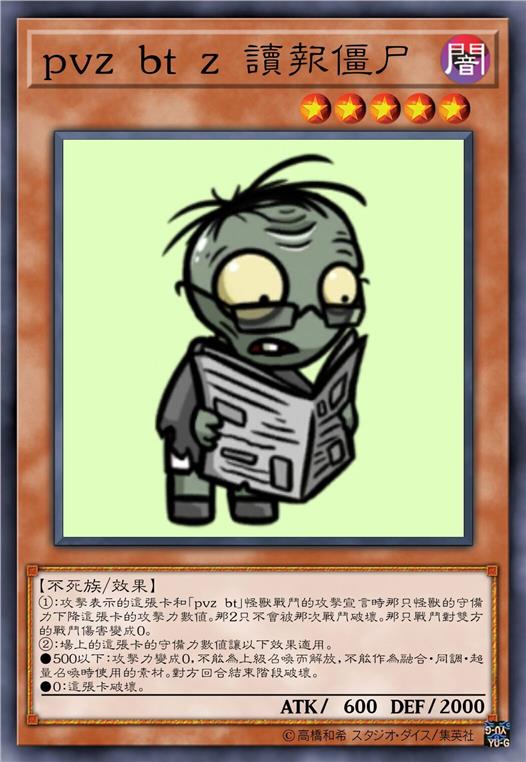 pvz bt z 讀報僵尸
闇
【不死族/效果】
①:攻擊表示的這張卡和「pvz bt」怪獸戰鬥的攻擊宣言時那只怪獸的守備
力下降這張卡的攻擊力數值。那2只不會被那次戰鬥破壞。那只戰鬥對雙方
的戰鬥傷害變成0。
②:場上的這張卡的守備力數值讓以下效果適用。
●500以下:攻擊力變成0,不能為上級召喚而解放,不能作為融合·同調·超
量召喚時使用的素材。對方回合結束階段破壞。
●0:這張卡破壞。
ATK/ 600 DEF/2000
©高橋和希 スタジオ・ダイス/集英社